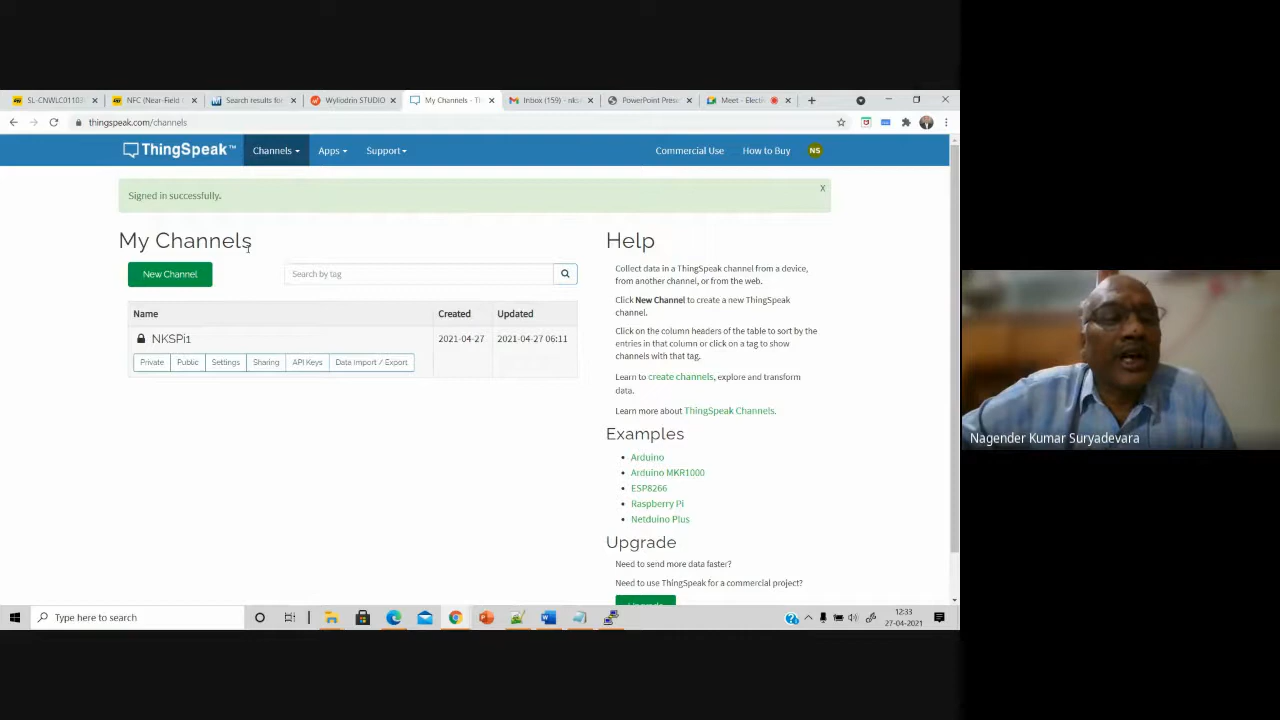 SL-CNWLC0110
NFC (Near-Field
Search results for
Wyliodrin STUDIO
My Channels - Th
Inbox (159) - nks
PowerPoint Pres
Meet - Electi
thingspeak.com/channels
ThingSpeak™
Channels
Apps
Support
Commercial Use
How to Buy
NS
Signed in successfully.
X
My Channels
New Channel
Search by tag
Name
Created
Updated
NKSPi1
2021-04-27
2021-04-27 06:11
Private
Public
Settings
Sharing
API Keys
Data Import / Export
Help
Collect data in a ThingSpeak channel from a device,
from another channel, or from the web.
Click New Channel to create a new ThingSpeak
channel.
Click on the column headers of the table to sort by the
entries in that column or click on a tag to show
channels with that tag.
Learn to create channels, explore and transform
data.
Learn more about ThingSpeak Channels.
Examples
Arduino
Arduino MKR1000
ESP8266
Raspberry Pi
Netduino Plus
Upgrade
Need to send more data faster?
Need to use ThingSpeak for a commercial project?
Upgrade
Nagender Kumar Suryadevara
Type here to search
12:33
27-04-2021